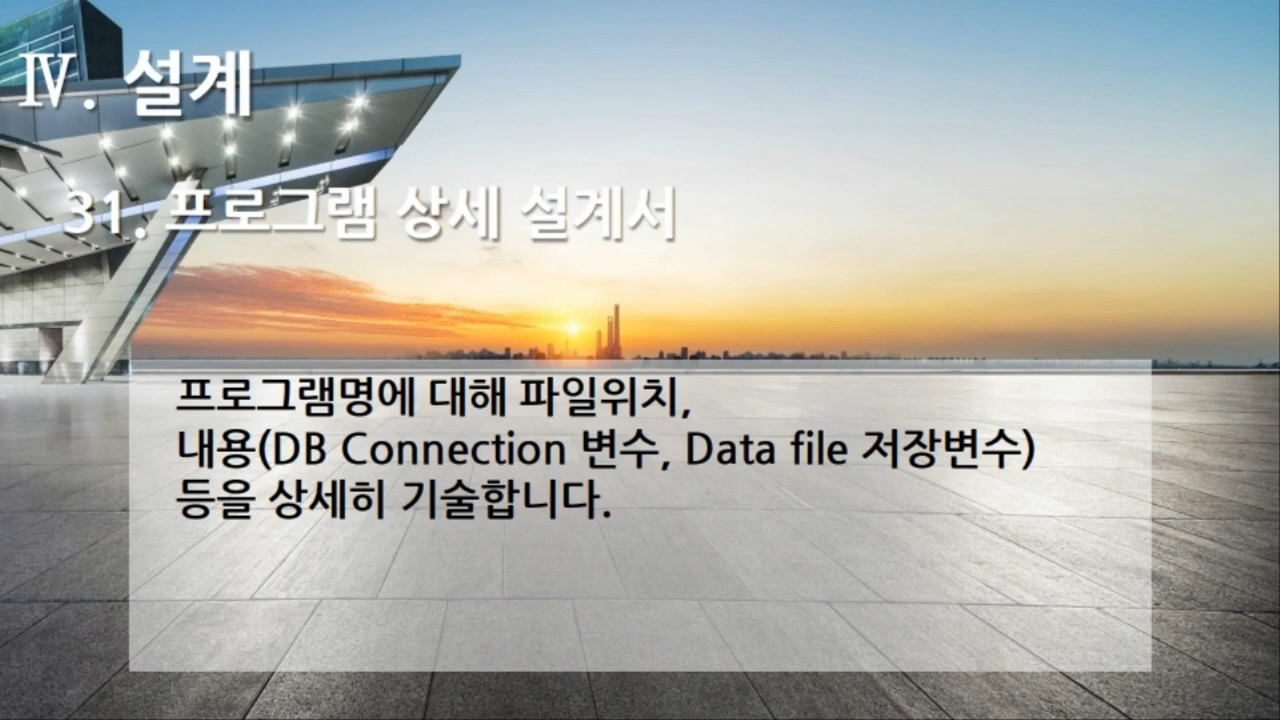 Ⅳ. 설계
31. 프로그램 상세 설계서
프로그램명에 대해 파일위치,
내용(DB Connection 변수, Data file 저장변수)
등을 상세히 기술합니다.